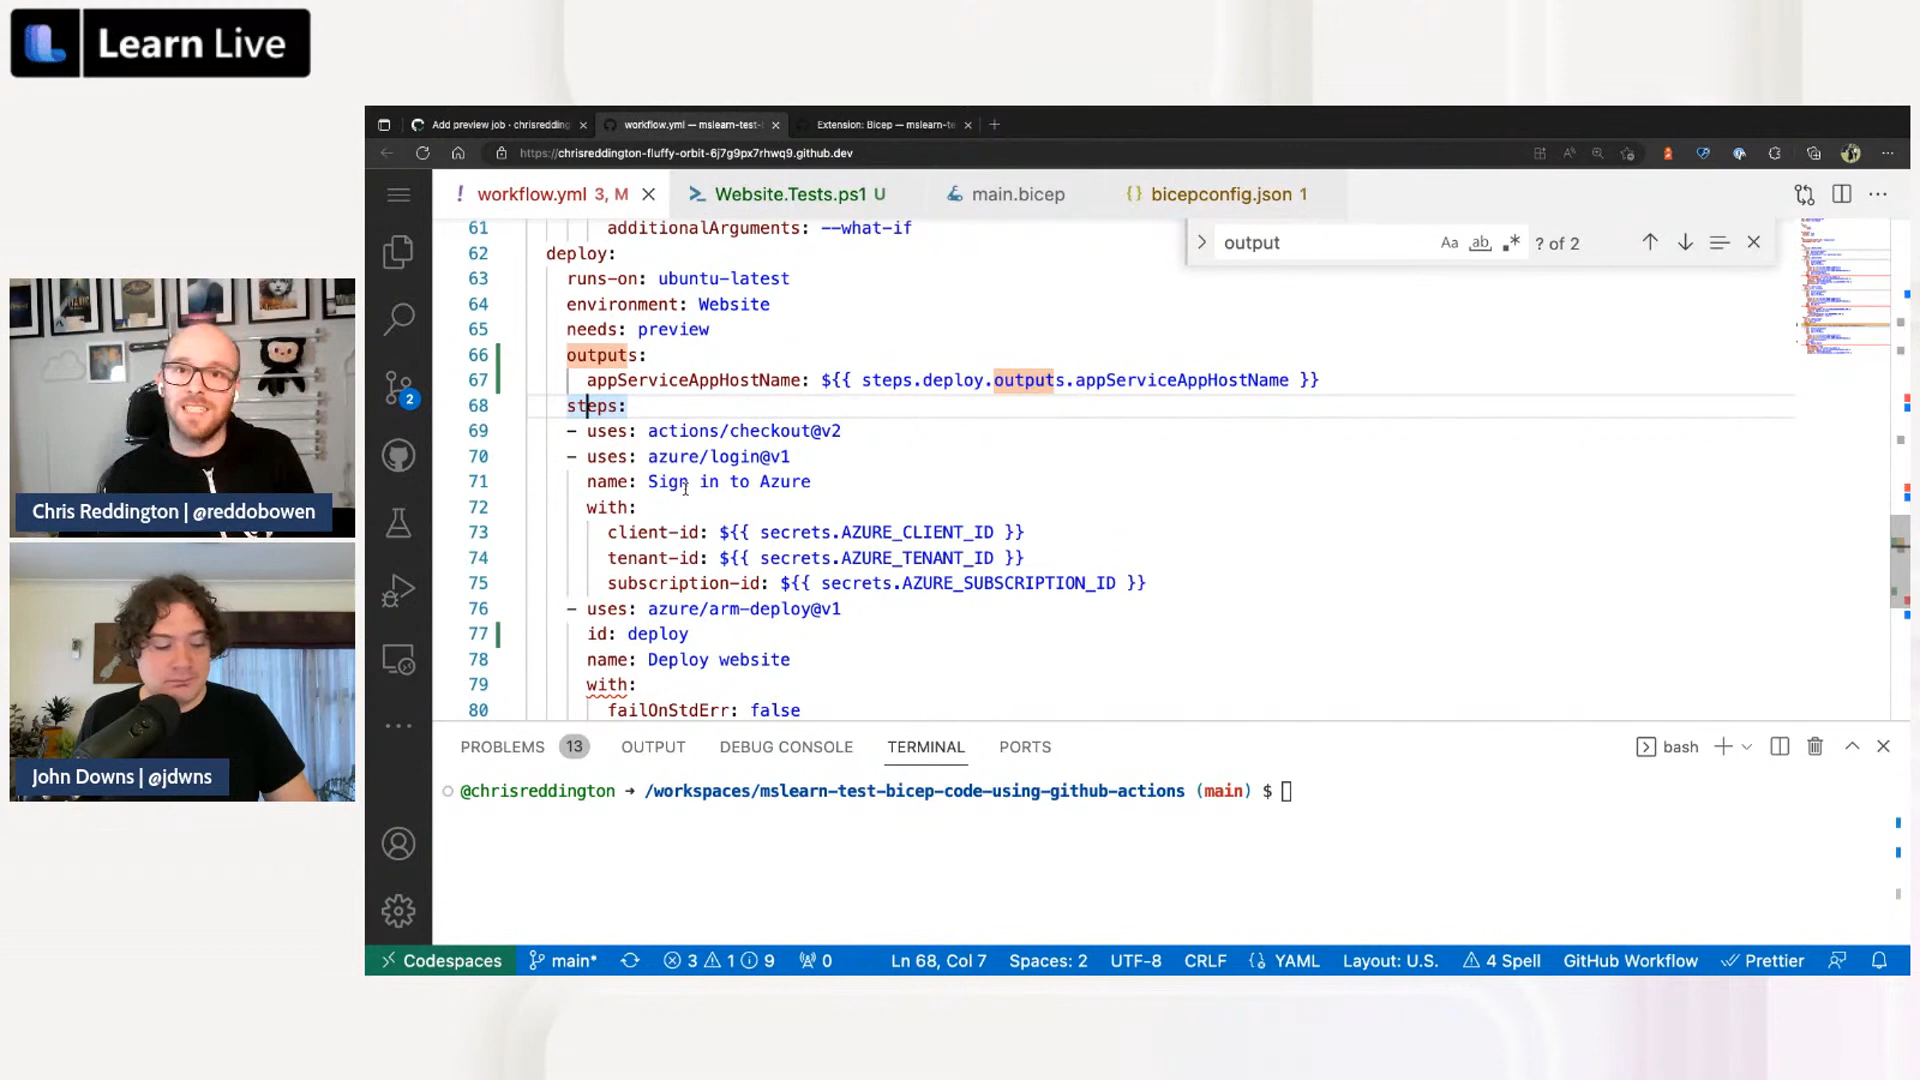 Learn Live
Add preview job · chrisredding
workflow.yml — mslearn-test-
Extension: Bicep — mslearn-te
https://chrisreddington-fluffy-orbit-6j7g9px7rhwq9.github.dev
! workflow.yml 3, M
Website.Tests.ps1 U
main.bicep
{} bicepconfig.json 1
output
Aa ab .* ? of 2
61 additionalArguments: --what-if
62 deploy:
63 runs-on: ubuntu-latest
64 environment: Website
65 needs: preview
66 outputs:
67 appServiceAppHostName: ${{ steps.deploy.outputs.appServiceAppHostName }}
68 steps:
69 - uses: actions/checkout@v2
70 - uses: azure/login@v1
71 name: Sign in to Azure
72 with:
73 client-id: ${{ secrets.AZURE_CLIENT_ID }}
74 tenant-id: ${{ secrets.AZURE_TENANT_ID }}
75 subscription-id: ${{ secrets.AZURE_SUBSCRIPTION_ID }}
76 - uses: azure/arm-deploy@v1
77 id: deploy
78 name: Deploy website
79 with:
80 failOnStdErr: false
2
Chris Reddington | @reddobowen
John Downs | @jdwns
PROBLEMS 13 OUTPUT DEBUG CONSOLE TERMINAL PORTS
bash
@chrisreddington → /workspaces/mslearn-test-bicep-code-using-github-actions (main) $
Codespaces main* 3 1 9 0 Ln 68, Col 7 Spaces: 2 UTF-8 CRLF YAML Layout: U.S. 4 Spell GitHub Workflow Prettier